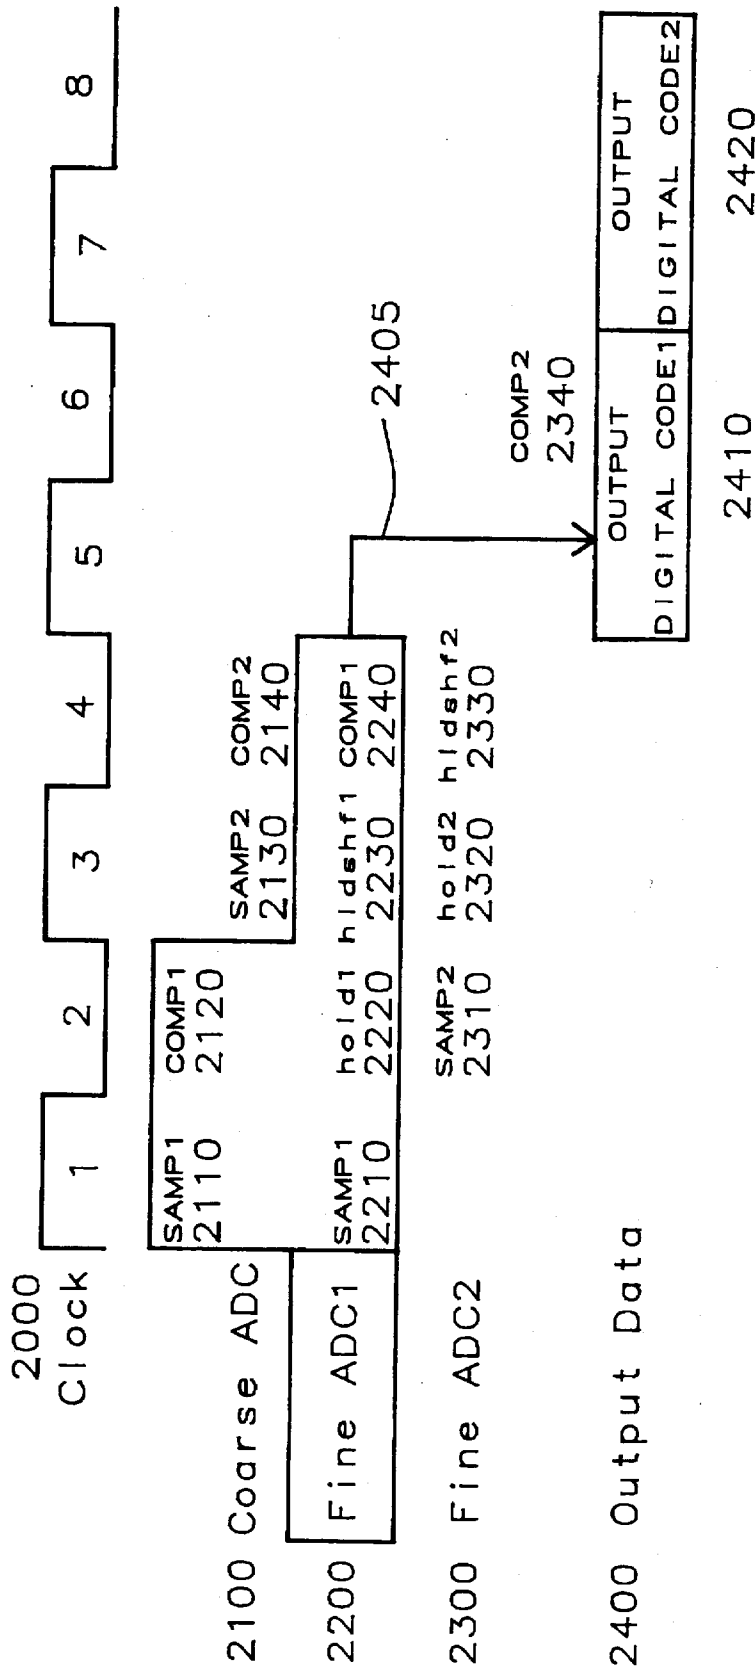 2000
Clock
1 2 3 4 5 6 7 8
2100 Coarse ADC
SAMP1 COMP1 SAMP2 COMP2
2110 2120 2130 2140
2200 Fine ADC1
SAMP1 hold1 hldshf1 COMP1
2210 2220 2230 2240
2405
2300 Fine ADC2
SAMP2 hold2 hldshf2 COMP2
2310 2320 2330 2340
2400 Output Data
OUTPUT
DIGITAL CODE1
OUTPUT
DIGITAL CODE2
2410 2420